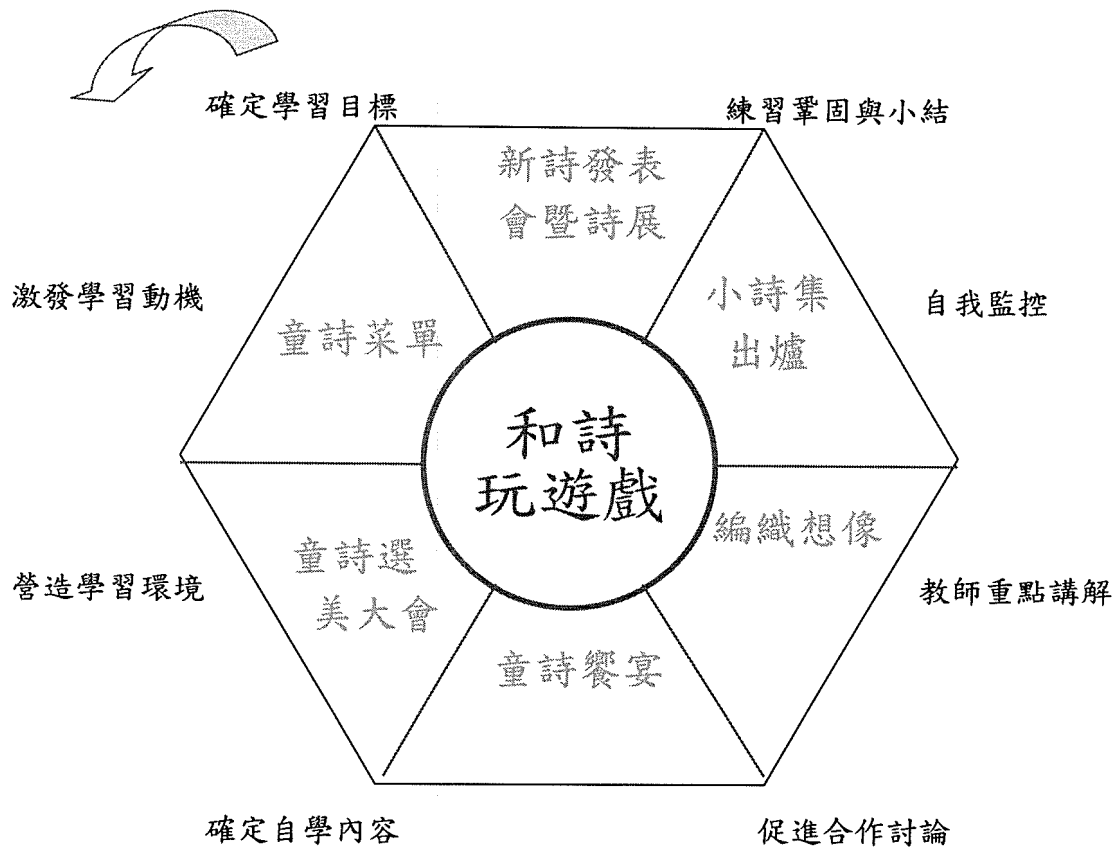 確定學習目標
練習鞏固與小結
新詩發表
會暨詩展
激發學習動機
童詩菜單
小詩集
出爐
自我監控
和詩
玩遊戲
營造學習環境
童詩選
美大會
編織想像
教師重點講解
童詩饗宴
確定自學內容
促進合作討論